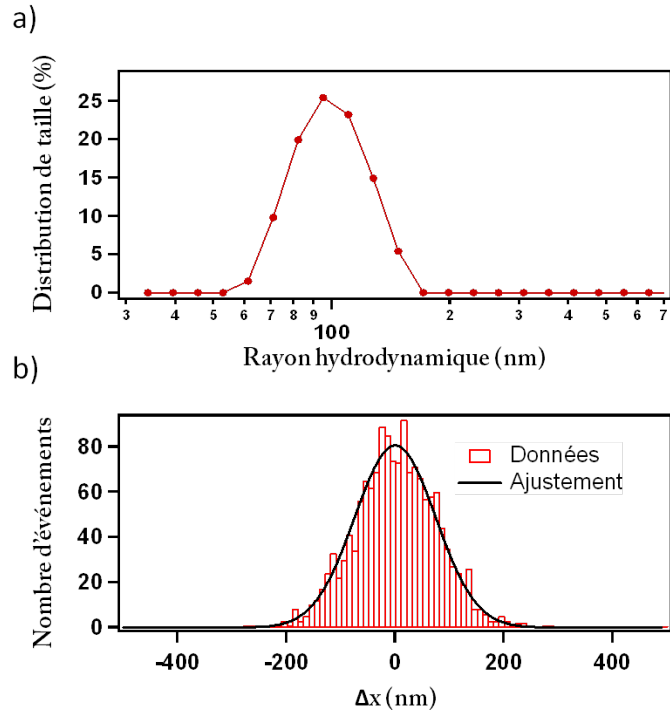 a)
Distribution de taille (%)
25
20
15
10
5
0
3 4 5 6 7 8 9 2 3 4 5 6 7
100
Rayon hydrodynamique (nm)
b)
Nombre d'événements
80
60
40
20
0
Données
Ajustement
-400 -200 0 200 400
Δx (nm)